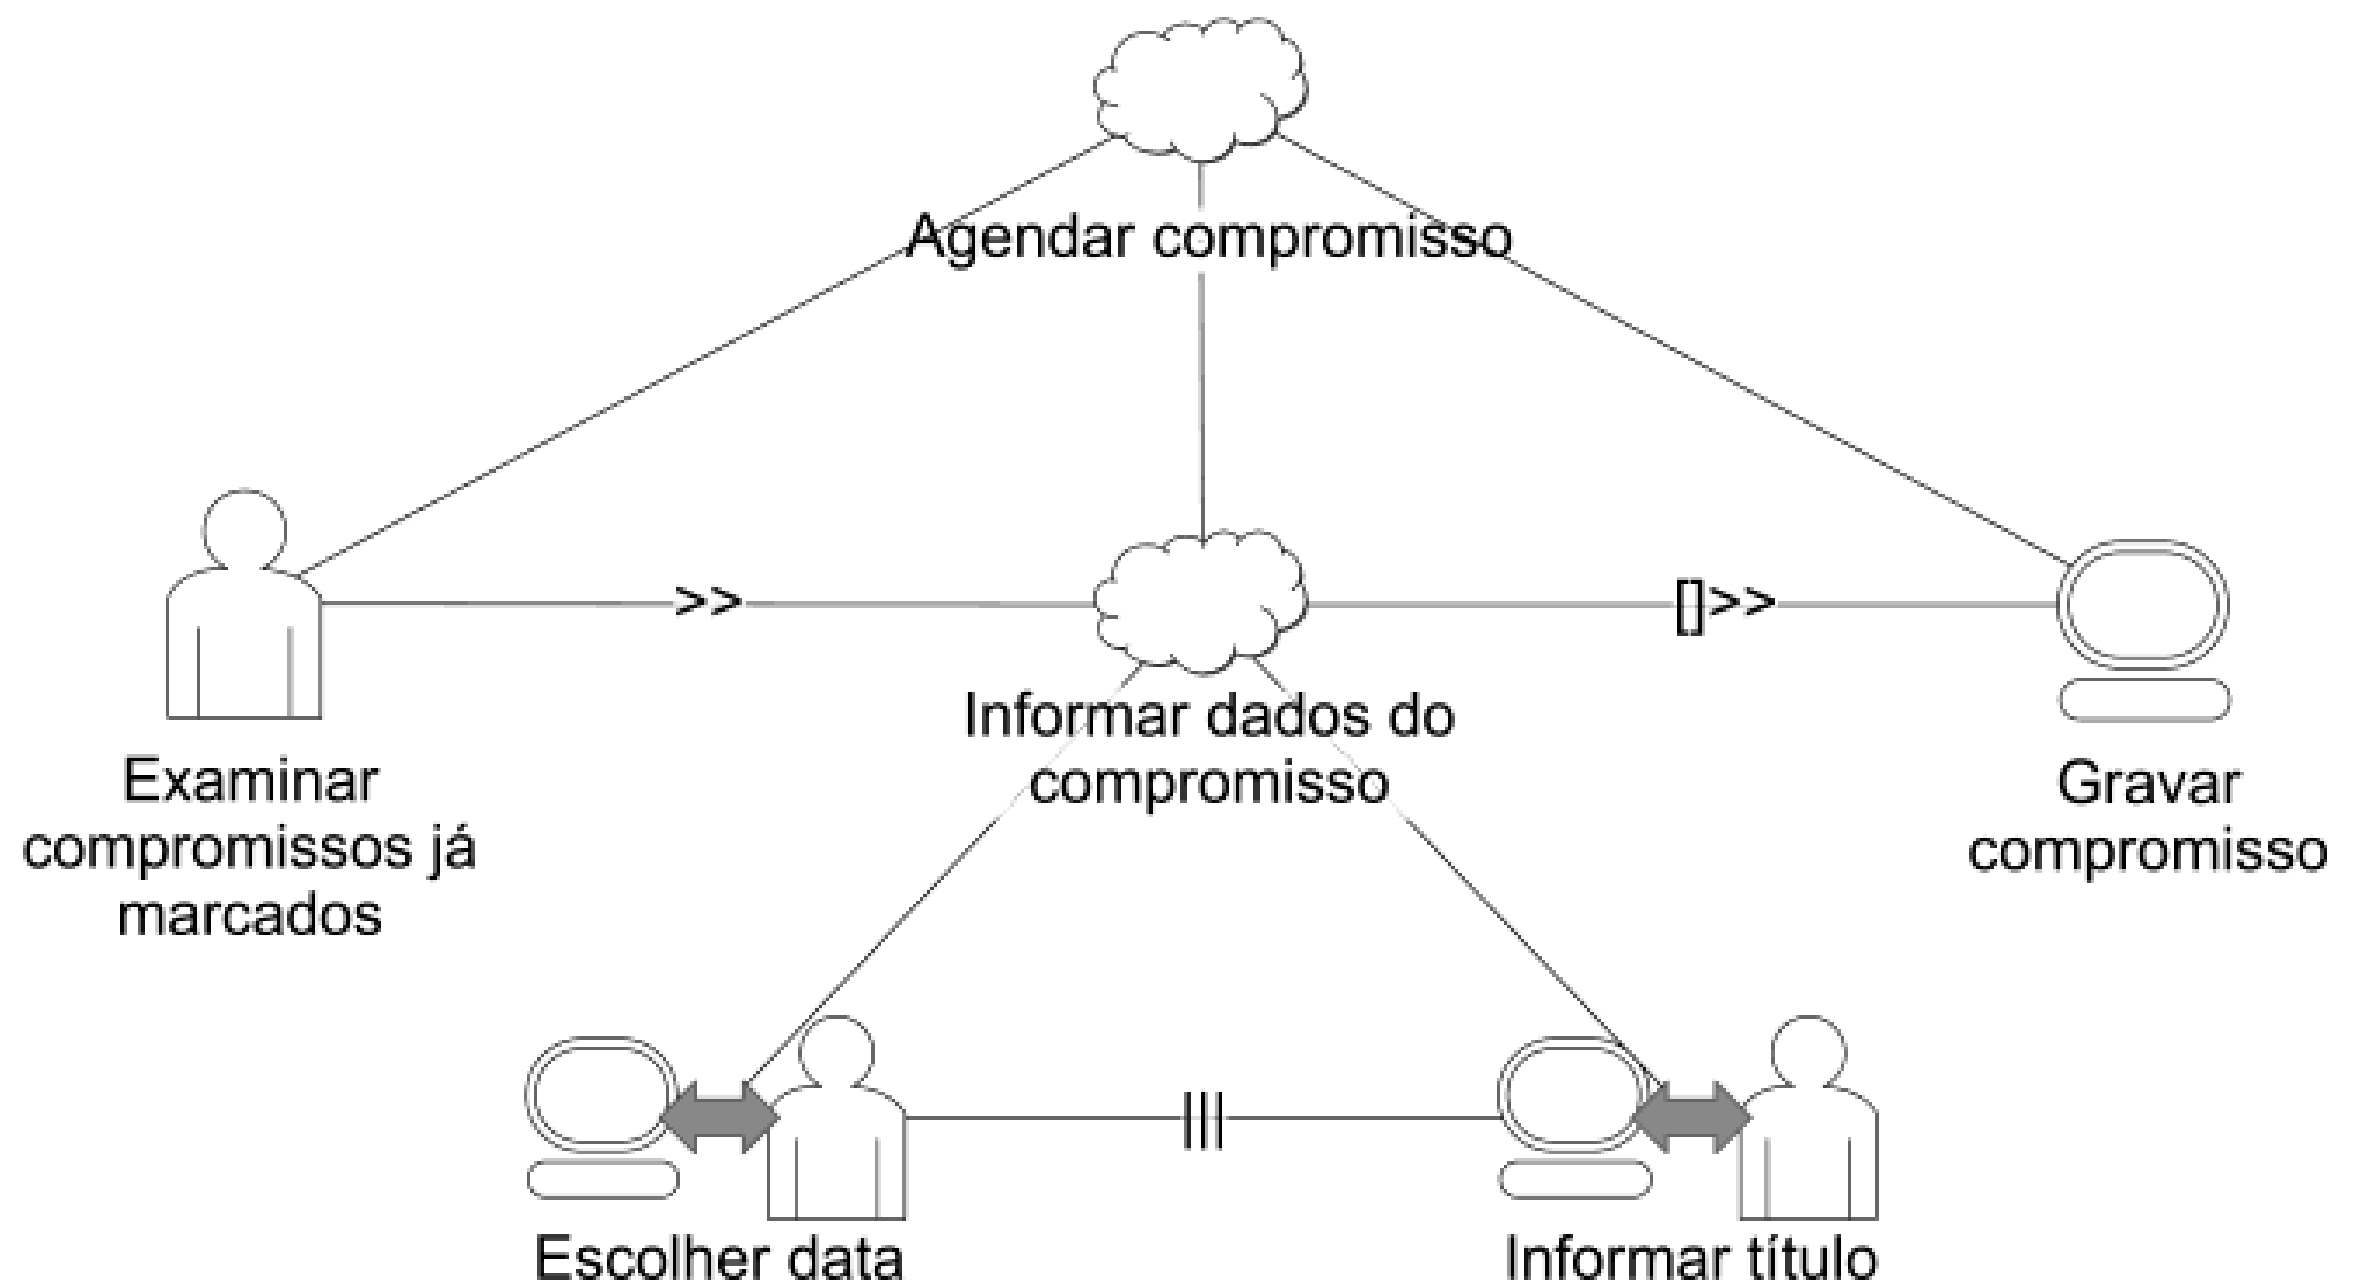 Agendar compromisso
>>
[]>>
Informar dados do
compromisso
Examinar
compromissos já
marcados
Gravar
compromisso
|||
Escolher data
Informar título